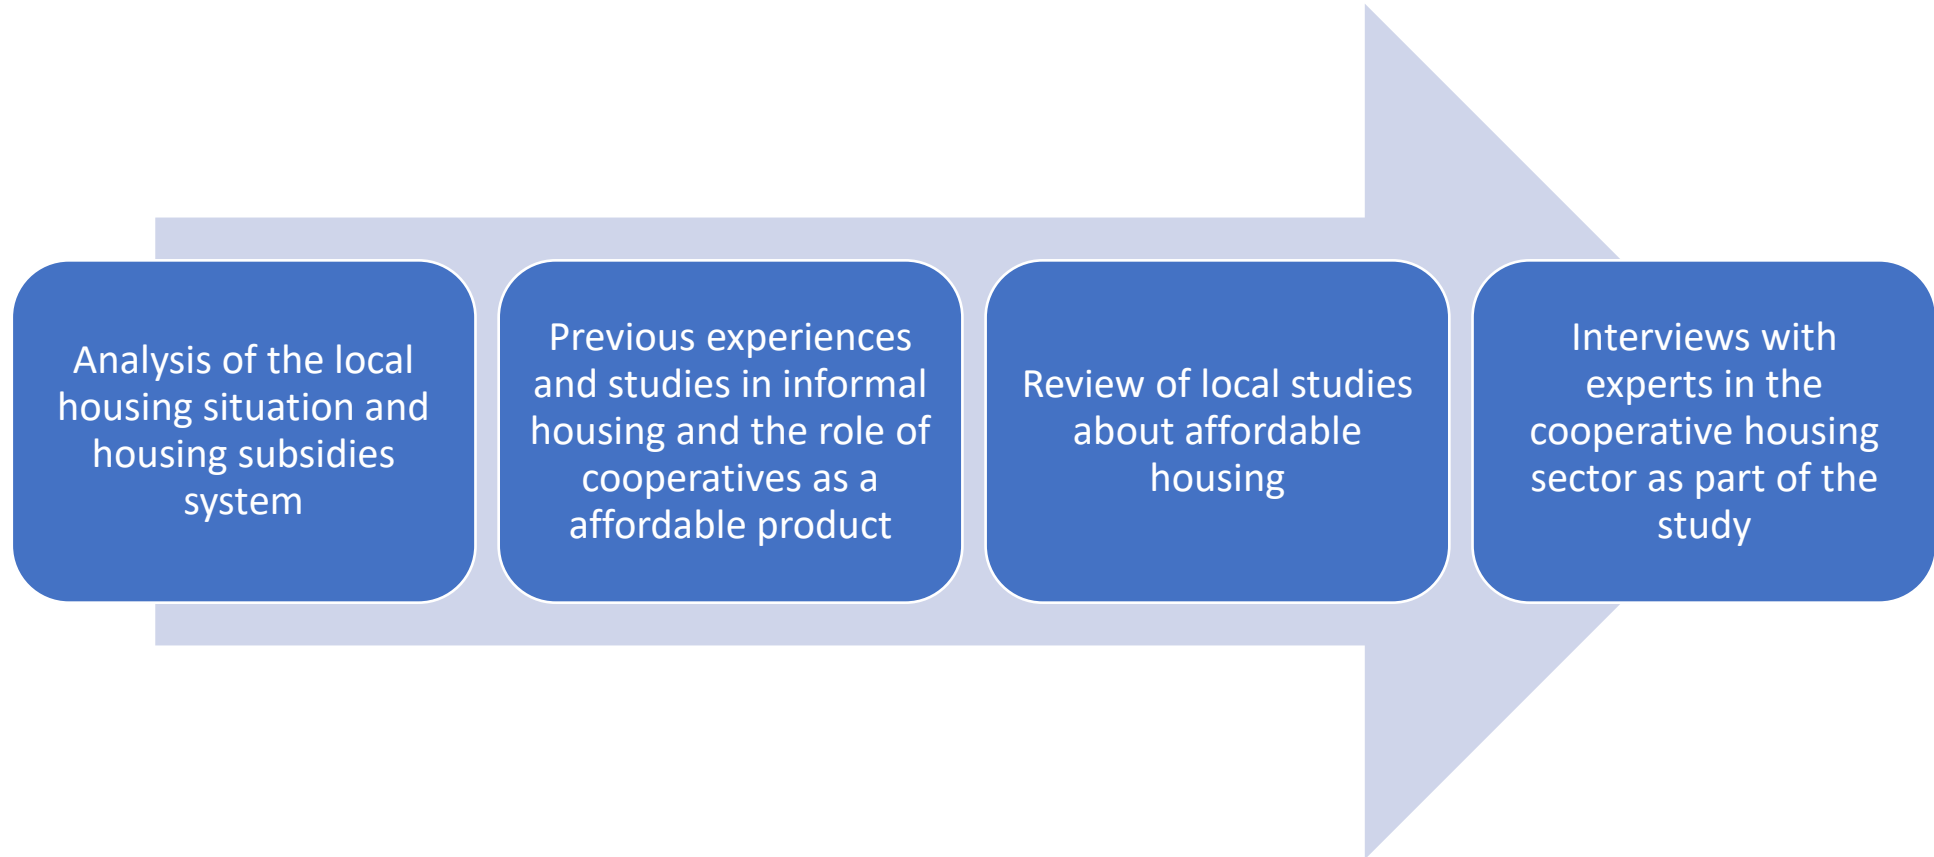 Analysis of the local
housing situation and
housing subsidies
system
Previous experiences
and studies in informal
housing and the role of
cooperatives as a
affordable product
Review of local studies
about affordable
housing
Interviews with
experts in the
cooperative housing
sector as part of the
study